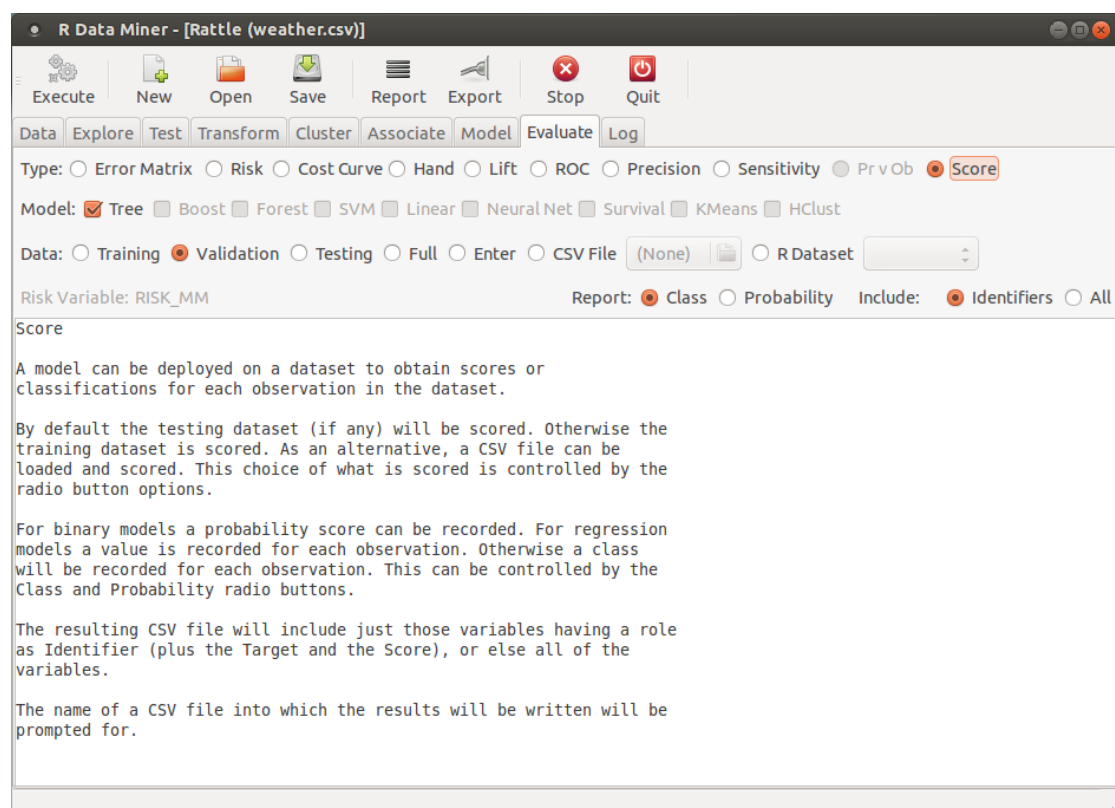 R Data Miner - [Rattle (weather.csv)]
Execute New Open Save Report Export Stop Quit
Data Explore Test Transform Cluster Associate Model Evaluate Log
Type: Error Matrix Risk Cost Curve Hand Lift ROC Precision Sensitivity Pr v Ob Score
Model: Tree Boost Forest SVM Linear Neural Net Survival KMeans HClust
Data: Training Validation Testing Full Enter CSV File (None) R Dataset
Risk Variable: RISK_MM Report: Class Probability Include: Identifiers All
Score
A model can be deployed on a dataset to obtain scores or
classifications for each observation in the dataset.
By default the testing dataset (if any) will be scored. Otherwise the
training dataset is scored. As an alternative, a CSV file can be
loaded and scored. This choice of what is scored is controlled by the
radio button options.
For binary models a probability score can be recorded. For regression
models a value is recorded for each observation. Otherwise a class
will be recorded for each observation. This can be controlled by the
Class and Probability radio buttons.
The resulting CSV file will include just those variables having a role
as Identifier (plus the Target and the Score), or else all of the
variables.
The name of a CSV file into which the results will be written will be
prompted for.